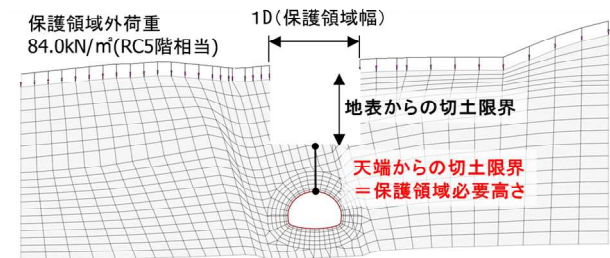 保護領域外荷重
84.0kN/㎡(RC5階相当)
1D(保護領域幅)
地表からの切土限界
天端からの切土限界
＝保護領域必要高さ